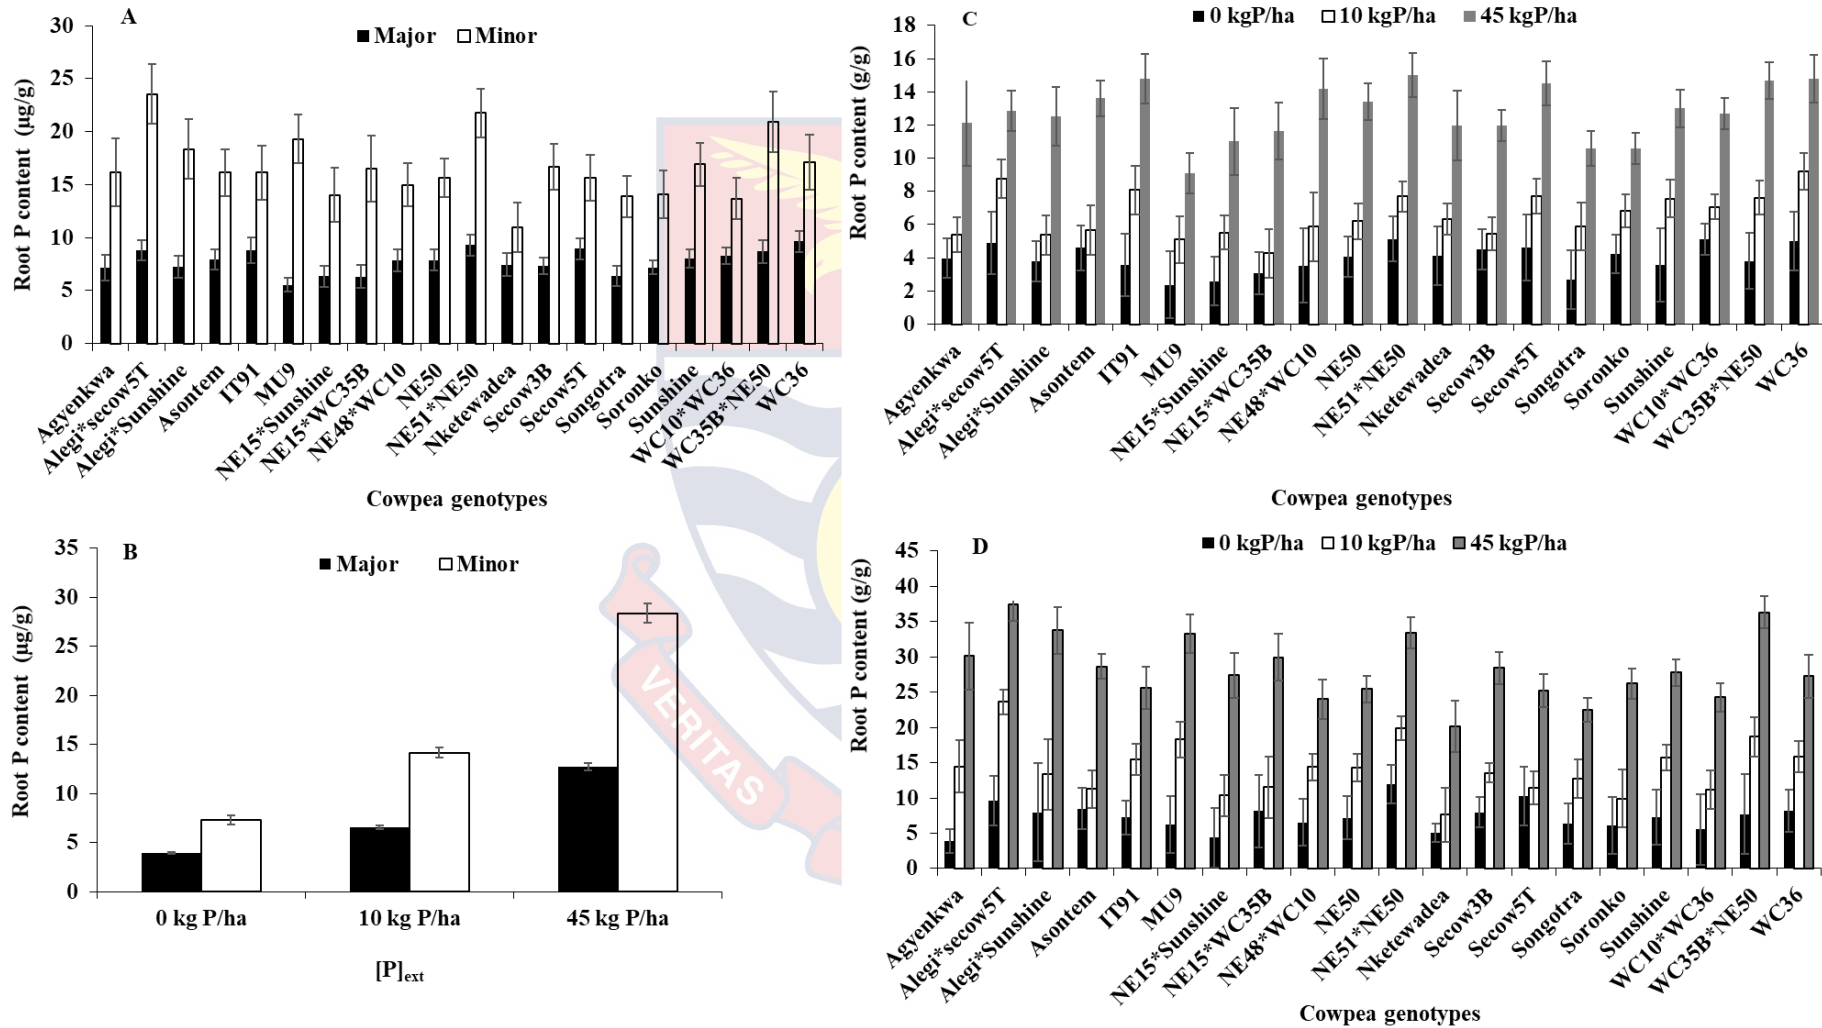 A
Major Minor
Root P content (µg/g)
30
25
20
15
10
5
0
Agyenkwa
Alegi*secow5T
Alegi*Sunshine
Asontem
IT91
MU9
NE15*Sunshine
NE15*WC35B
NE48*WC10
NE50
NE51*NE50
Nketewadea
Secow3B
Secow5T
Songotra
Soronko
Sunshine
WC10*WC36
WC35B*NE50
WC36
Cowpea genotypes
B
Major Minor
Root P content (µg/g)
35
30
25
20
15
10
5
0
0 kg P/ha 10 kg P/ha 45 kg P/ha
[P]ext
VERITAS
C
0 kgP/ha 10 kgP/ha 45 kgP/ha
Root P content (g/g)
18
16
14
12
10
8
6
4
2
0
Agyenkwa
Alegi*secow5T
Alegi*Sunshine
Asontem
IT91
MU9
NE15*Sunshine
NE15*WC35B
NE48*WC10
NE50
NE51*NE50
Nketewadea
Secow3B
Secow5T
Songotra
Soronko
Sunshine
WC10*WC36
WC35B*NE50
WC36
Cowpea genotypes
D
0 kgP/ha 10 kgP/ha 45 kgP/ha
Root P content (g/g)
45
40
35
30
25
20
15
10
5
0
Agyenkwa
Alegi*secow5T
Alegi*Sunshine
Asontem
IT91
MU9
NE15*Sunshine
NE15*WC35B
NE48*WC10
NE50
NE51*NE50
Nketewadea
Secow3B
Secow5T
Songotra
Soronko
Sunshine
WC10*WC36
WC35B*NE50
WC36
Cowpea genotypes